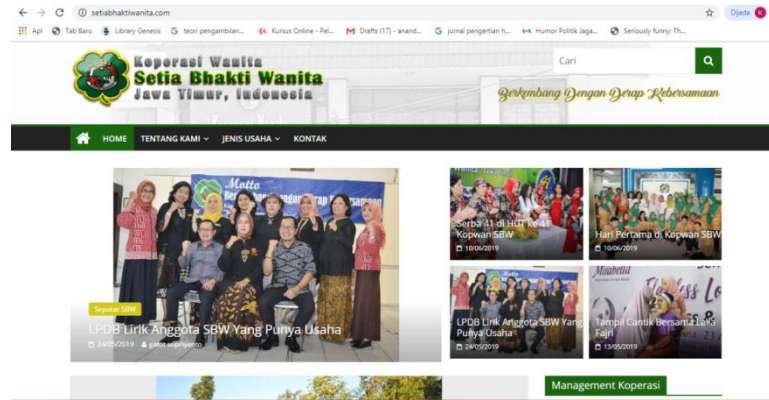 setiabhaktiwanita.com
Dijeda K
Apl Tab Baru Library Genesis teori pengambilan... Kursus Online - Pel... Drafts (17) - anand... jurnal pengertian h... Humor Politik Jaga... Seriously funny: Th...
Koperasi Wanita
Setia Bhakti Wanita
Jawa Timur, Indonesia
Cari
Berkembang Dengan Derap Kebersamaan
HOME TENTANG KAMI JENIS USAHA KONTAK
Motto
Seputar SBW
LPDB Lirik Anggota SBW Yang Punya Usaha
24/05/2019 gatot supriyanto
Serba 41 di HUT ke 41
Kopwan SBW
10/06/2019
Hari Pertama di Kopwan SBW
10/06/2019
LPDB Lirik Anggota SBW Yang
Punya Usaha
24/05/2019
Mirabella
Tampil Cantik Bersama Laila
Fajri
13/05/2019
Management Koperasi